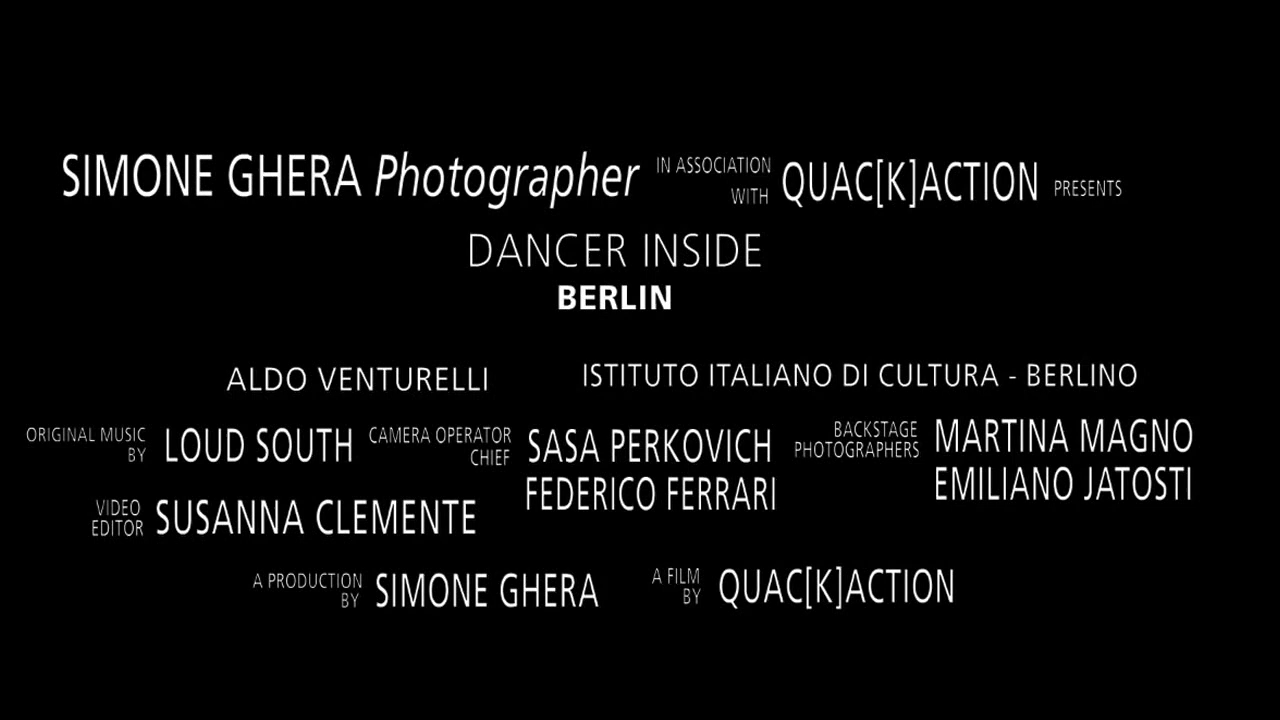 SIMONE GHERA Photographer IN ASSOCIATION WITH QUAC[K]ACTION PRESENTS
DANCER INSIDE
BERLIN
ALDO VENTURELLI ISTITUTO ITALIANO DI CULTURA - BERLINO
ORIGINAL MUSIC BY LOUD SOUTH CAMERA OPERATOR CHIEF SASA PERKOVICH FEDERICO FERRARI BACKSTAGE PHOTOGRAPHERS MARTINA MAGNO EMILIANO JATOSTI
VIDEO EDITOR SUSANNA CLEMENTE
A PRODUCTION BY SIMONE GHERA A FILM BY QUAC[K]ACTION